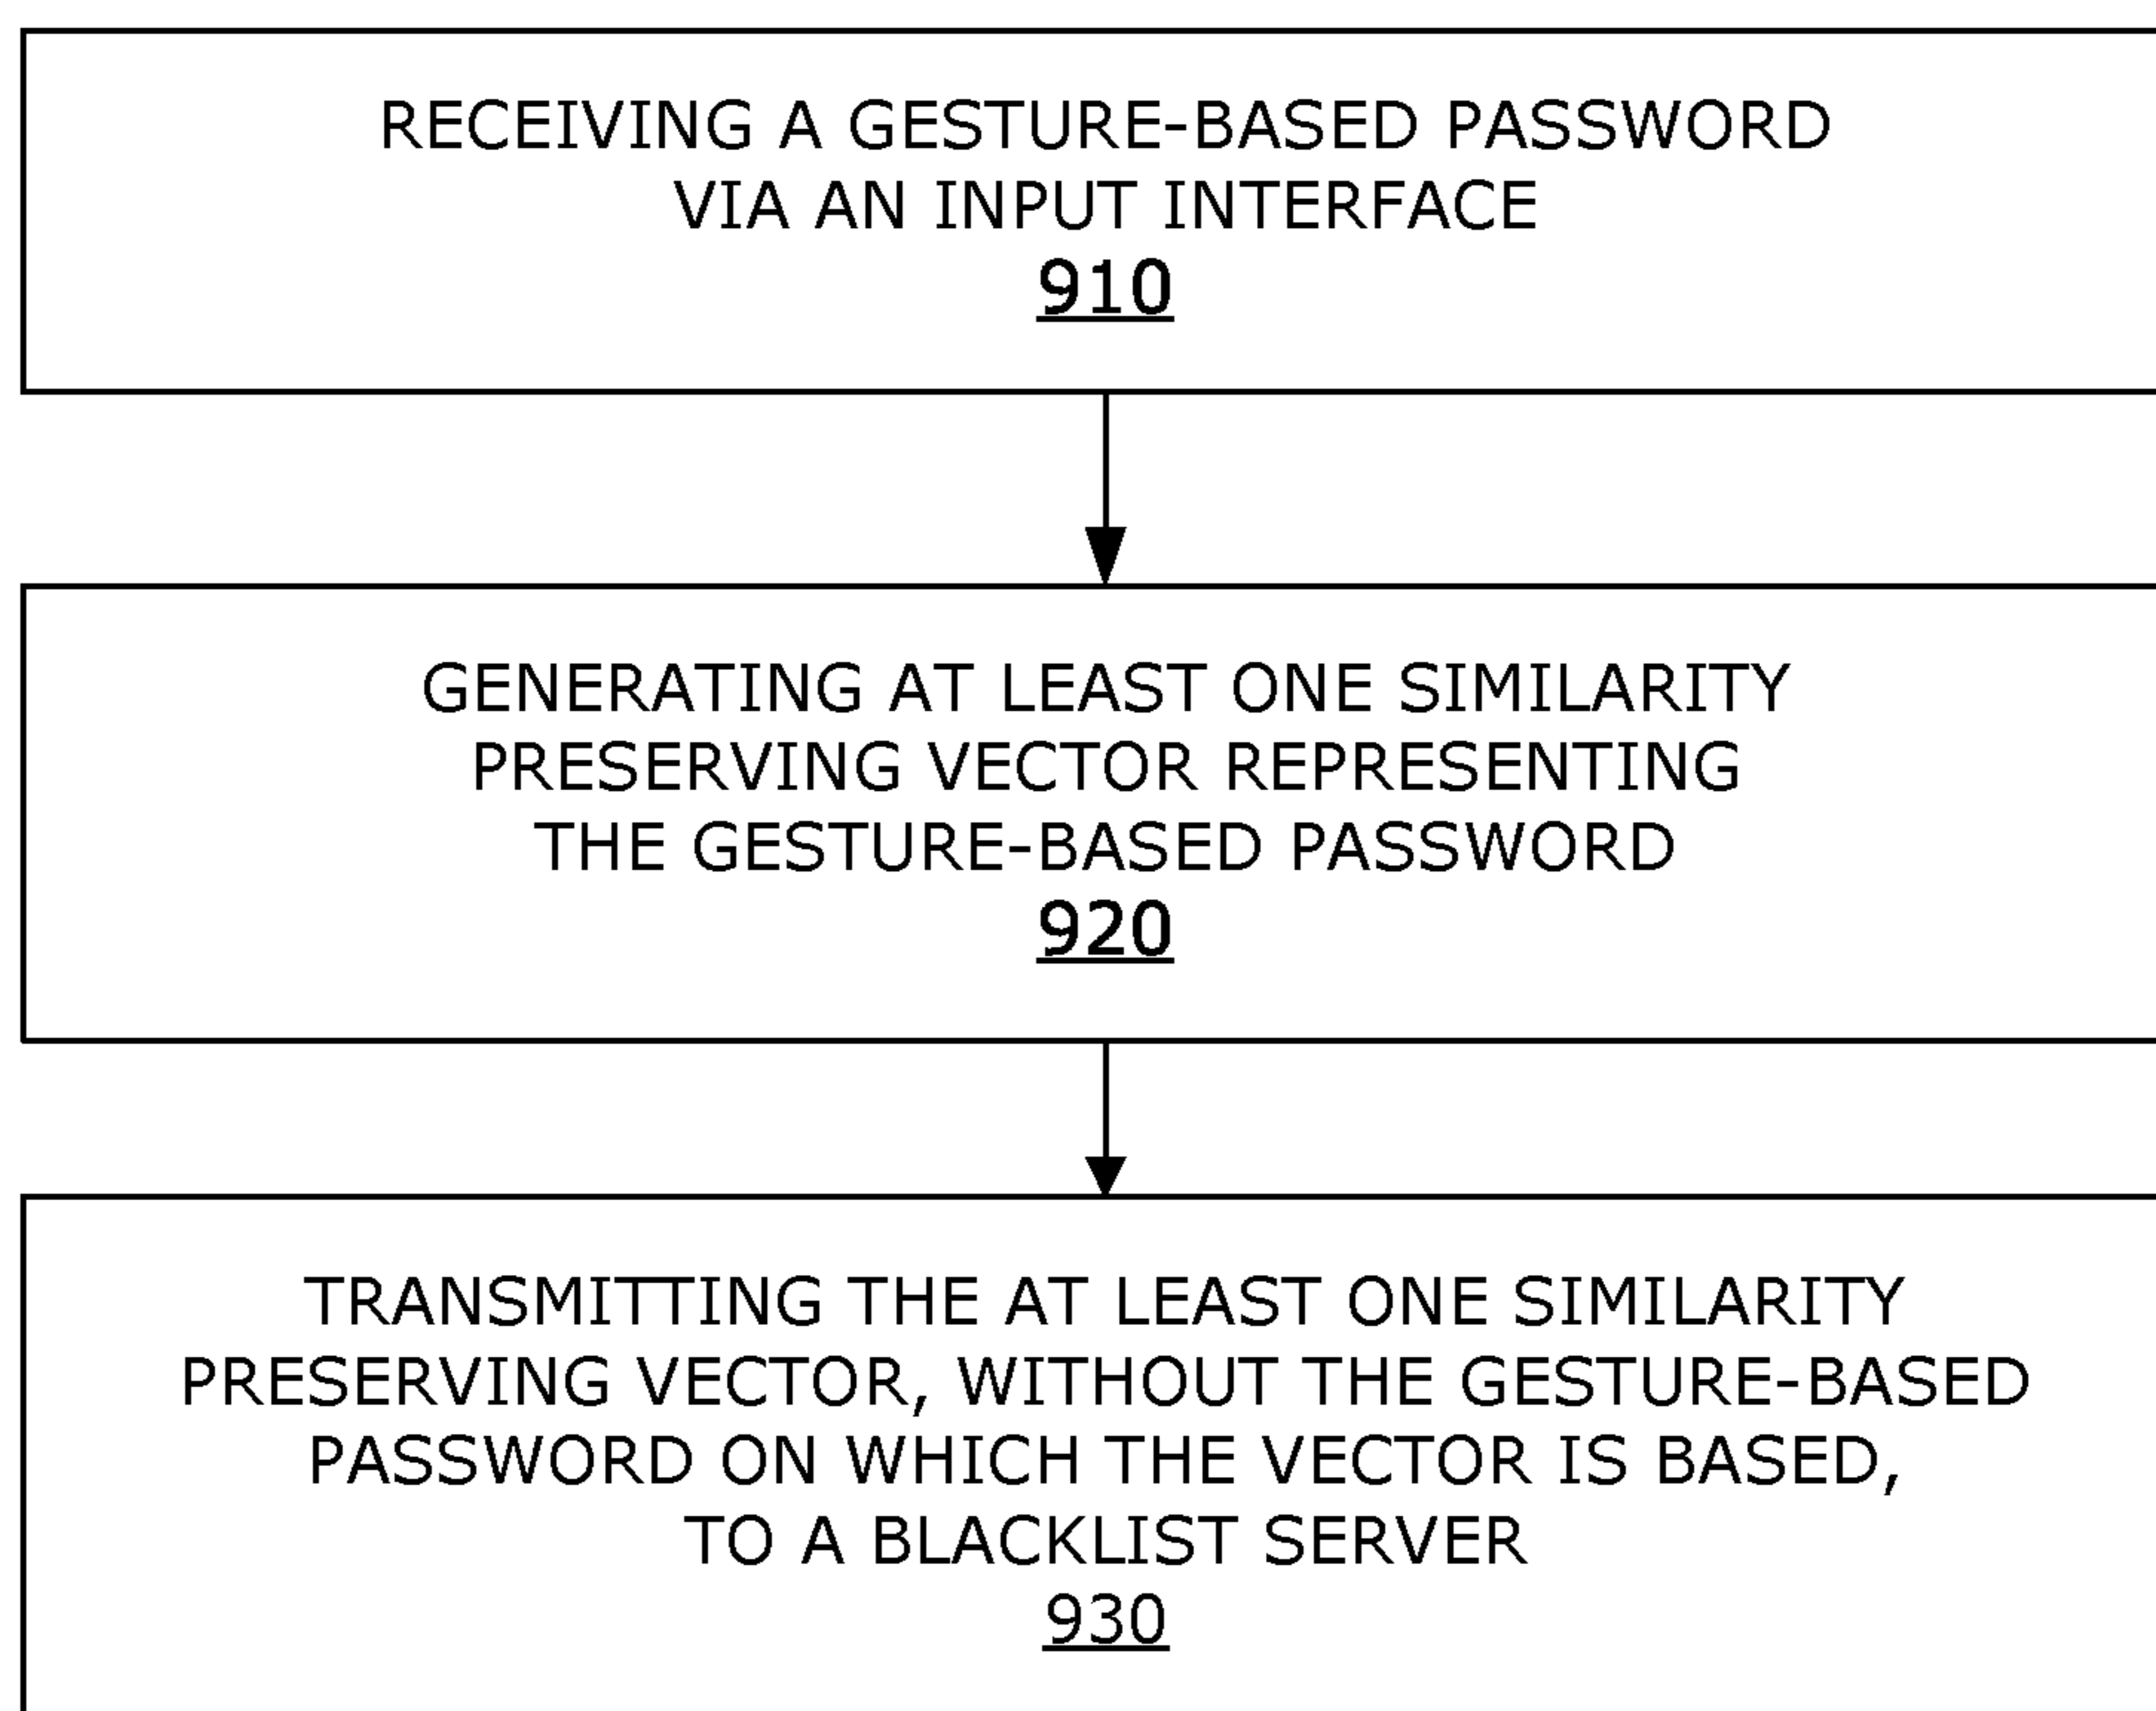 RECEIVING A GESTURE-BASED PASSWORD
VIA AN INPUT INTERFACE
910
GENERATING AT LEAST ONE SIMILARITY
PRESERVING VECTOR REPRESENTING
THE GESTURE-BASED PASSWORD
920
TRANSMITTING THE AT LEAST ONE SIMILARITY
PRESERVING VECTOR, WITHOUT THE GESTURE-BASED
PASSWORD ON WHICH THE VECTOR IS BASED,
TO A BLACKLIST SERVER
930